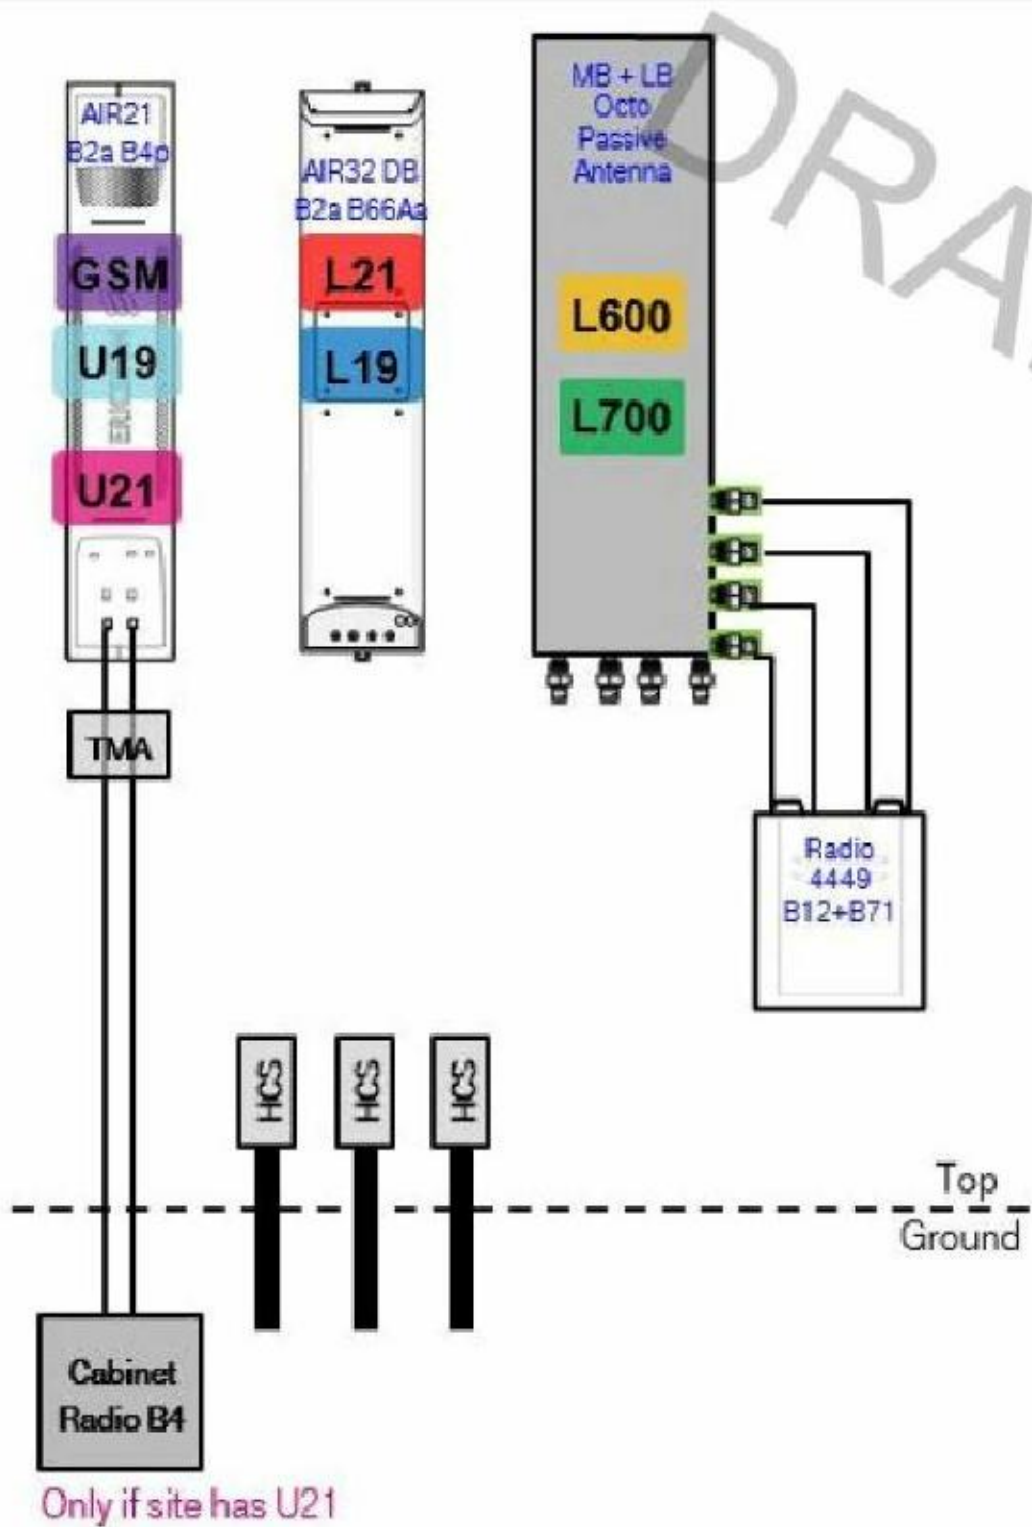 AIR21
B2a B4p
GSM
U19
U21
TMA
AIR32 DB
B2a B66Aa
L21
L19
MB + LB
Octo
Passive
Antenna
L600
L700
Radio
4449
B12+B71
HCS
HCS
HCS
Top
Ground
Cabinet
Radio B4
Only if site has U21